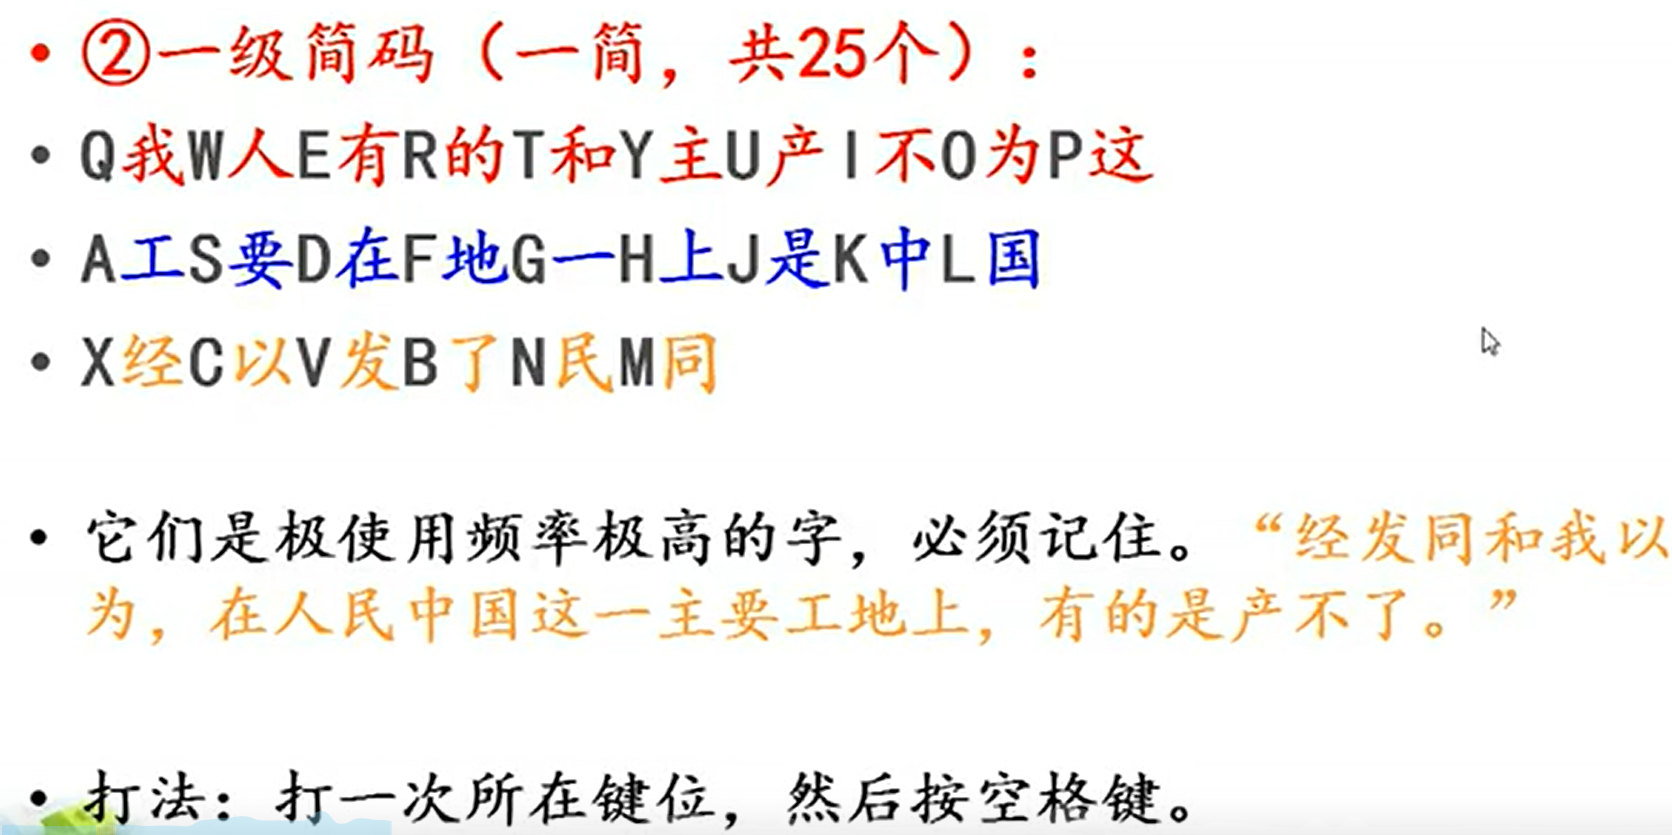 • ②一级简码（一简，共25个）：
• Q我W人E有R的T和Y主U产I不O为P这
• A工S要D在F地G一H上J是K中L国
• X经C以V发B了N民M同
• 它们是极使用频率极高的字，必须记住。“经发同和我以
为，在人民中国这一主要工地上，有的是产不了。”
• 打法：打一次所在键位，然后按空格键。